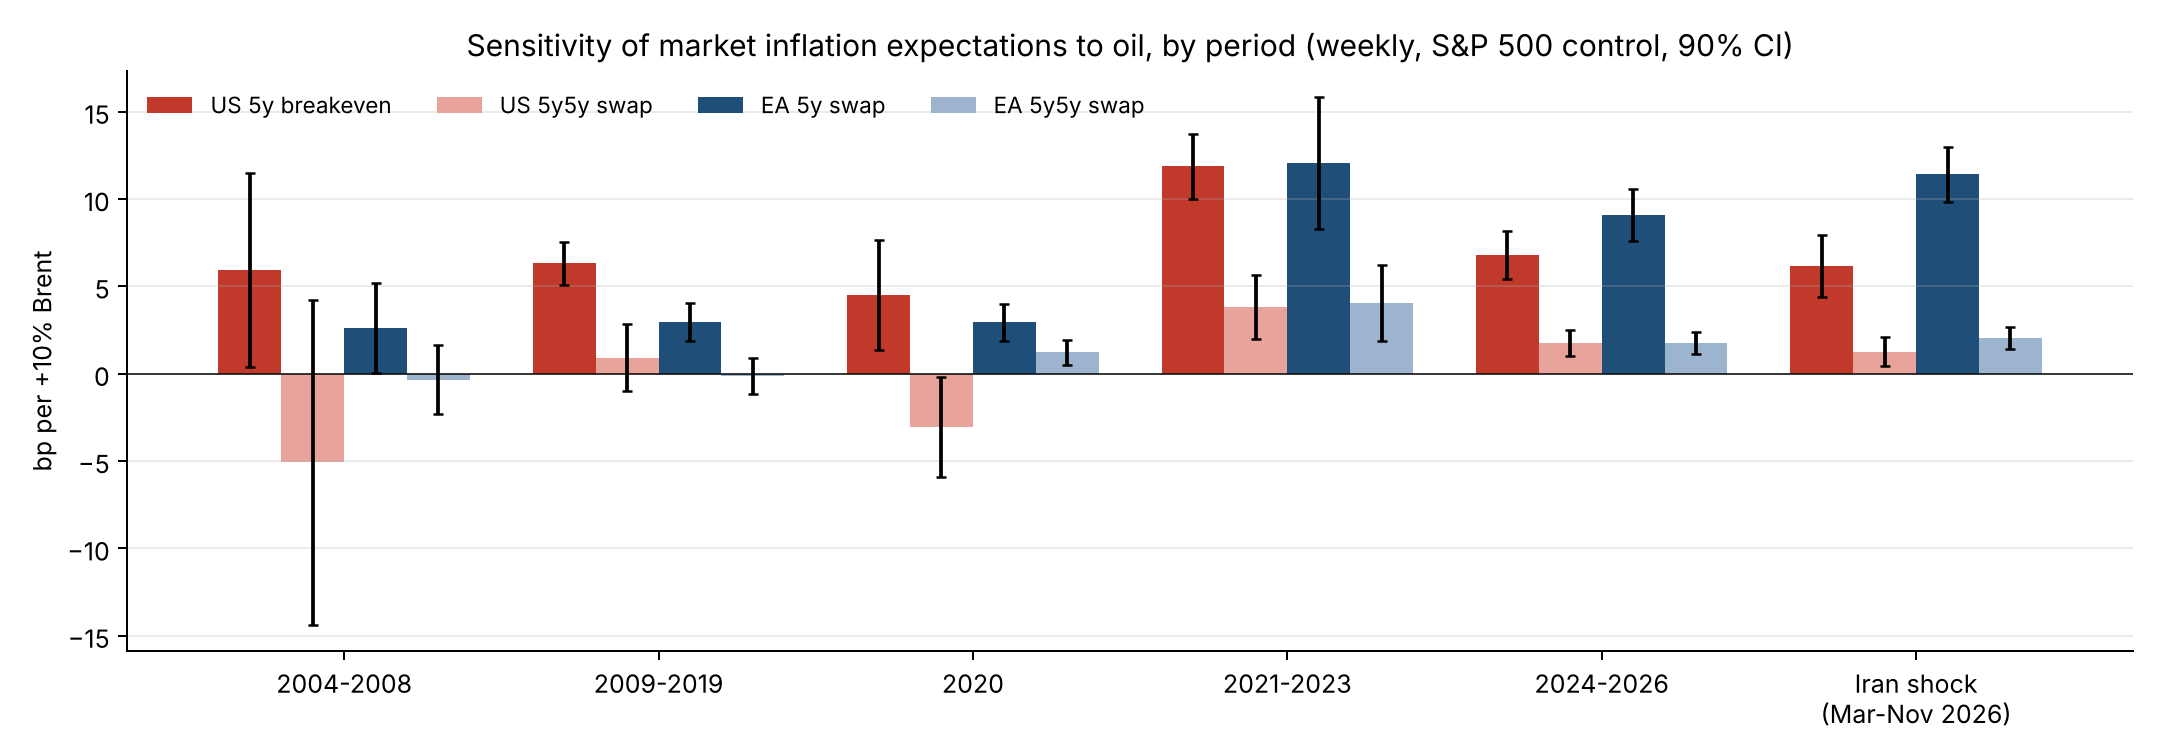 Sensitivity of market inflation expectations to oil, by period (weekly, S&P 500 control, 90% CI)
US 5y breakeven
US 5y5y swap
EA 5y swap
EA 5y5y swap
bp per +10% Brent
15
10
5
0
−5
−10
−15
2004-2008
2009-2019
2020
2021-2023
2024-2026
Iran shock
(Mar-Nov 2026)